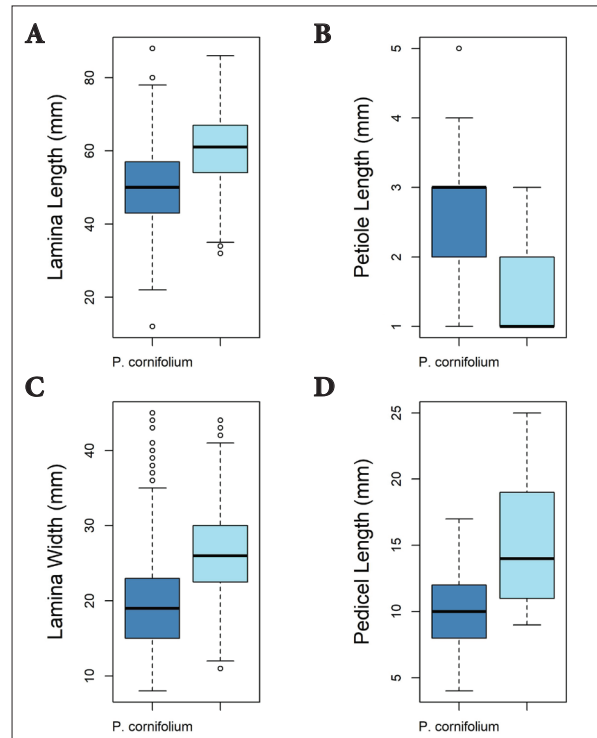 A
Lamina Length (mm)
20
40
60
80
P. cornifolium
B
Petiole Length (mm)
1
2
3
4
5
P. cornifolium
C
Lamina Width (mm)
10
20
30
40
P. cornifolium
D
Pedicel Length (mm)
5
10
15
20
25
P. cornifolium